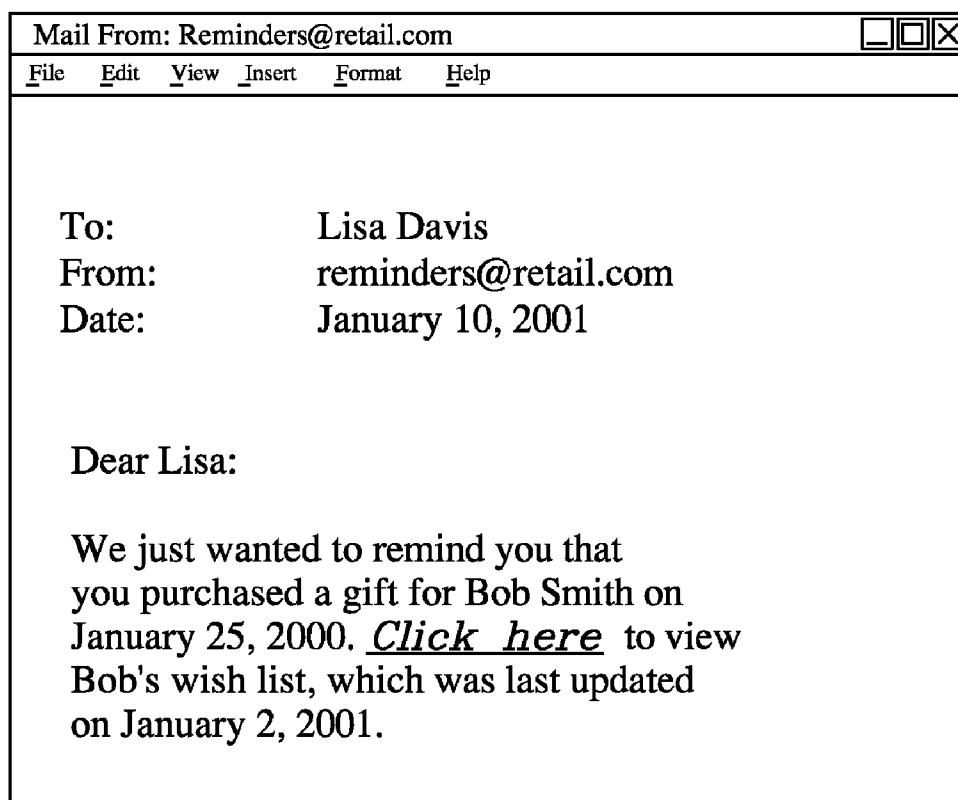 Mail From: Reminders@retail.com
File Edit View Insert Format Help
To: Lisa Davis
From: reminders@retail.com
Date: January 10, 2001
Dear Lisa:
We just wanted to remind you that
you purchased a gift for Bob Smith on
January 25, 2000. Click here to view
Bob's wish list, which was last updated
on January 2, 2001.